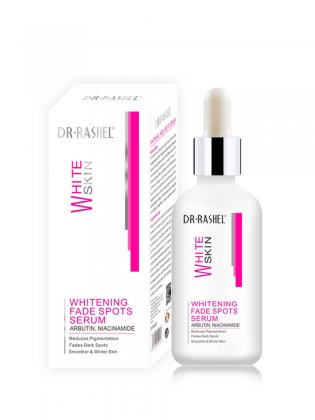 DR·RASHEL
WHITE
SKIN
WHITENING
FADE SPOTS
SERUM
ARBUTIN, NIACINAMIDE
Reduces Pigmentation
Fades Dark Spots
Smoother & Whiter Skin
DR·RASHEL
WHITE
SKIN
WHITENING
FADE SPOTS
SERUM
ARBUTIN, NIACINAMIDE
Reduces Pigmentation
Fades Dark Spots
Smoother & Whiter Skin